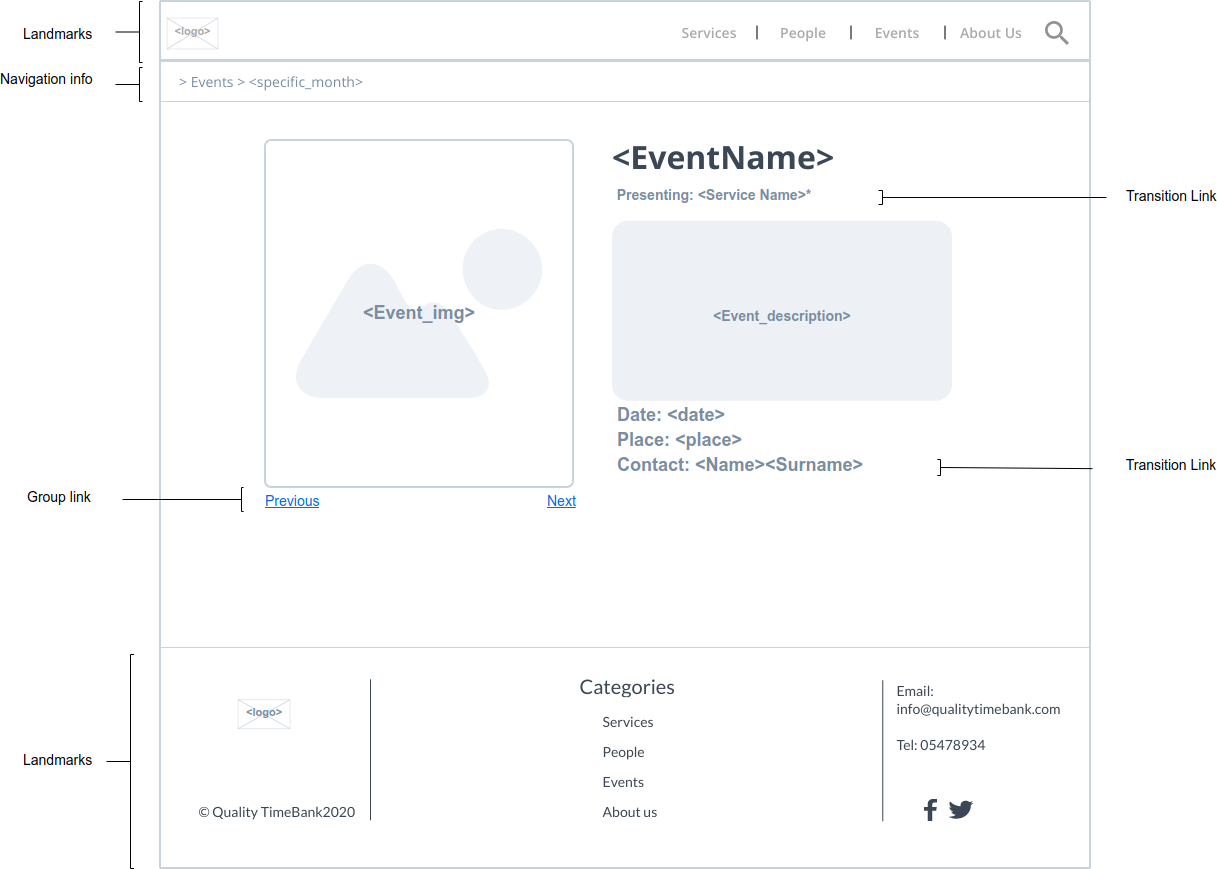 Landmarks
<logo>
Services | People | Events | About Us
Navigation info
> Events > <specific_month>
<EventName>
Presenting: <Service Name>*
Transition Link
<Event_img>
<Event_description>
Date: <date>
Place: <place>
Contact: <Name><Surname>
Transition Link
Group link
Previous
Next
Landmarks
<logo>
© Quality TimeBank2020
Categories
Services
People
Events
About us
Email:
info@qualitytimebank.com
Tel: 05478934